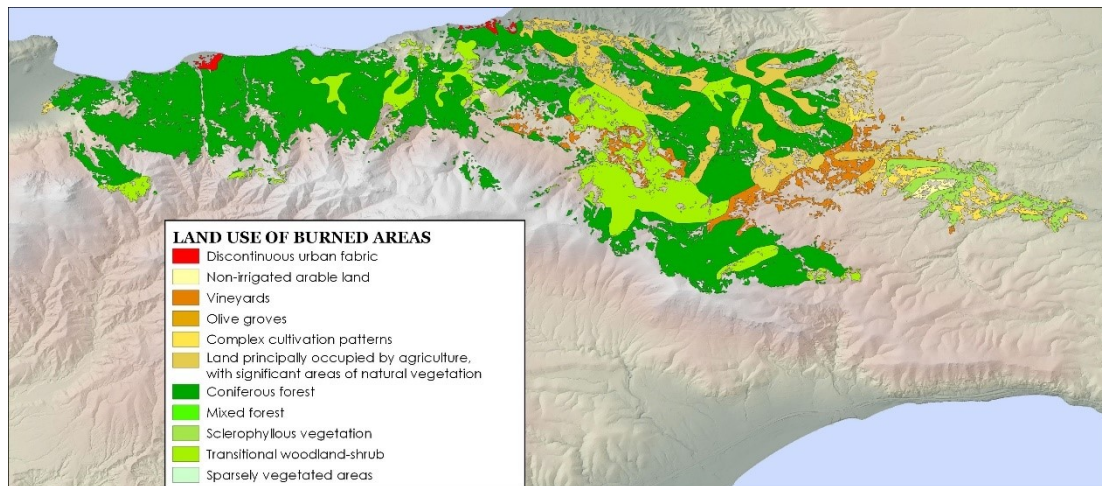 LAND USE OF BURNED AREAS
Discontinuous urban fabric
Non-irrigated arable land
Vineyards
Olive groves
Complex cultivation patterns
Land principally occupied by agriculture,
with significant areas of natural vegetation
Coniferous forest
Mixed forest
Sclerophyllous vegetation
Transitional woodland-shrub
Sparsely vegetated areas